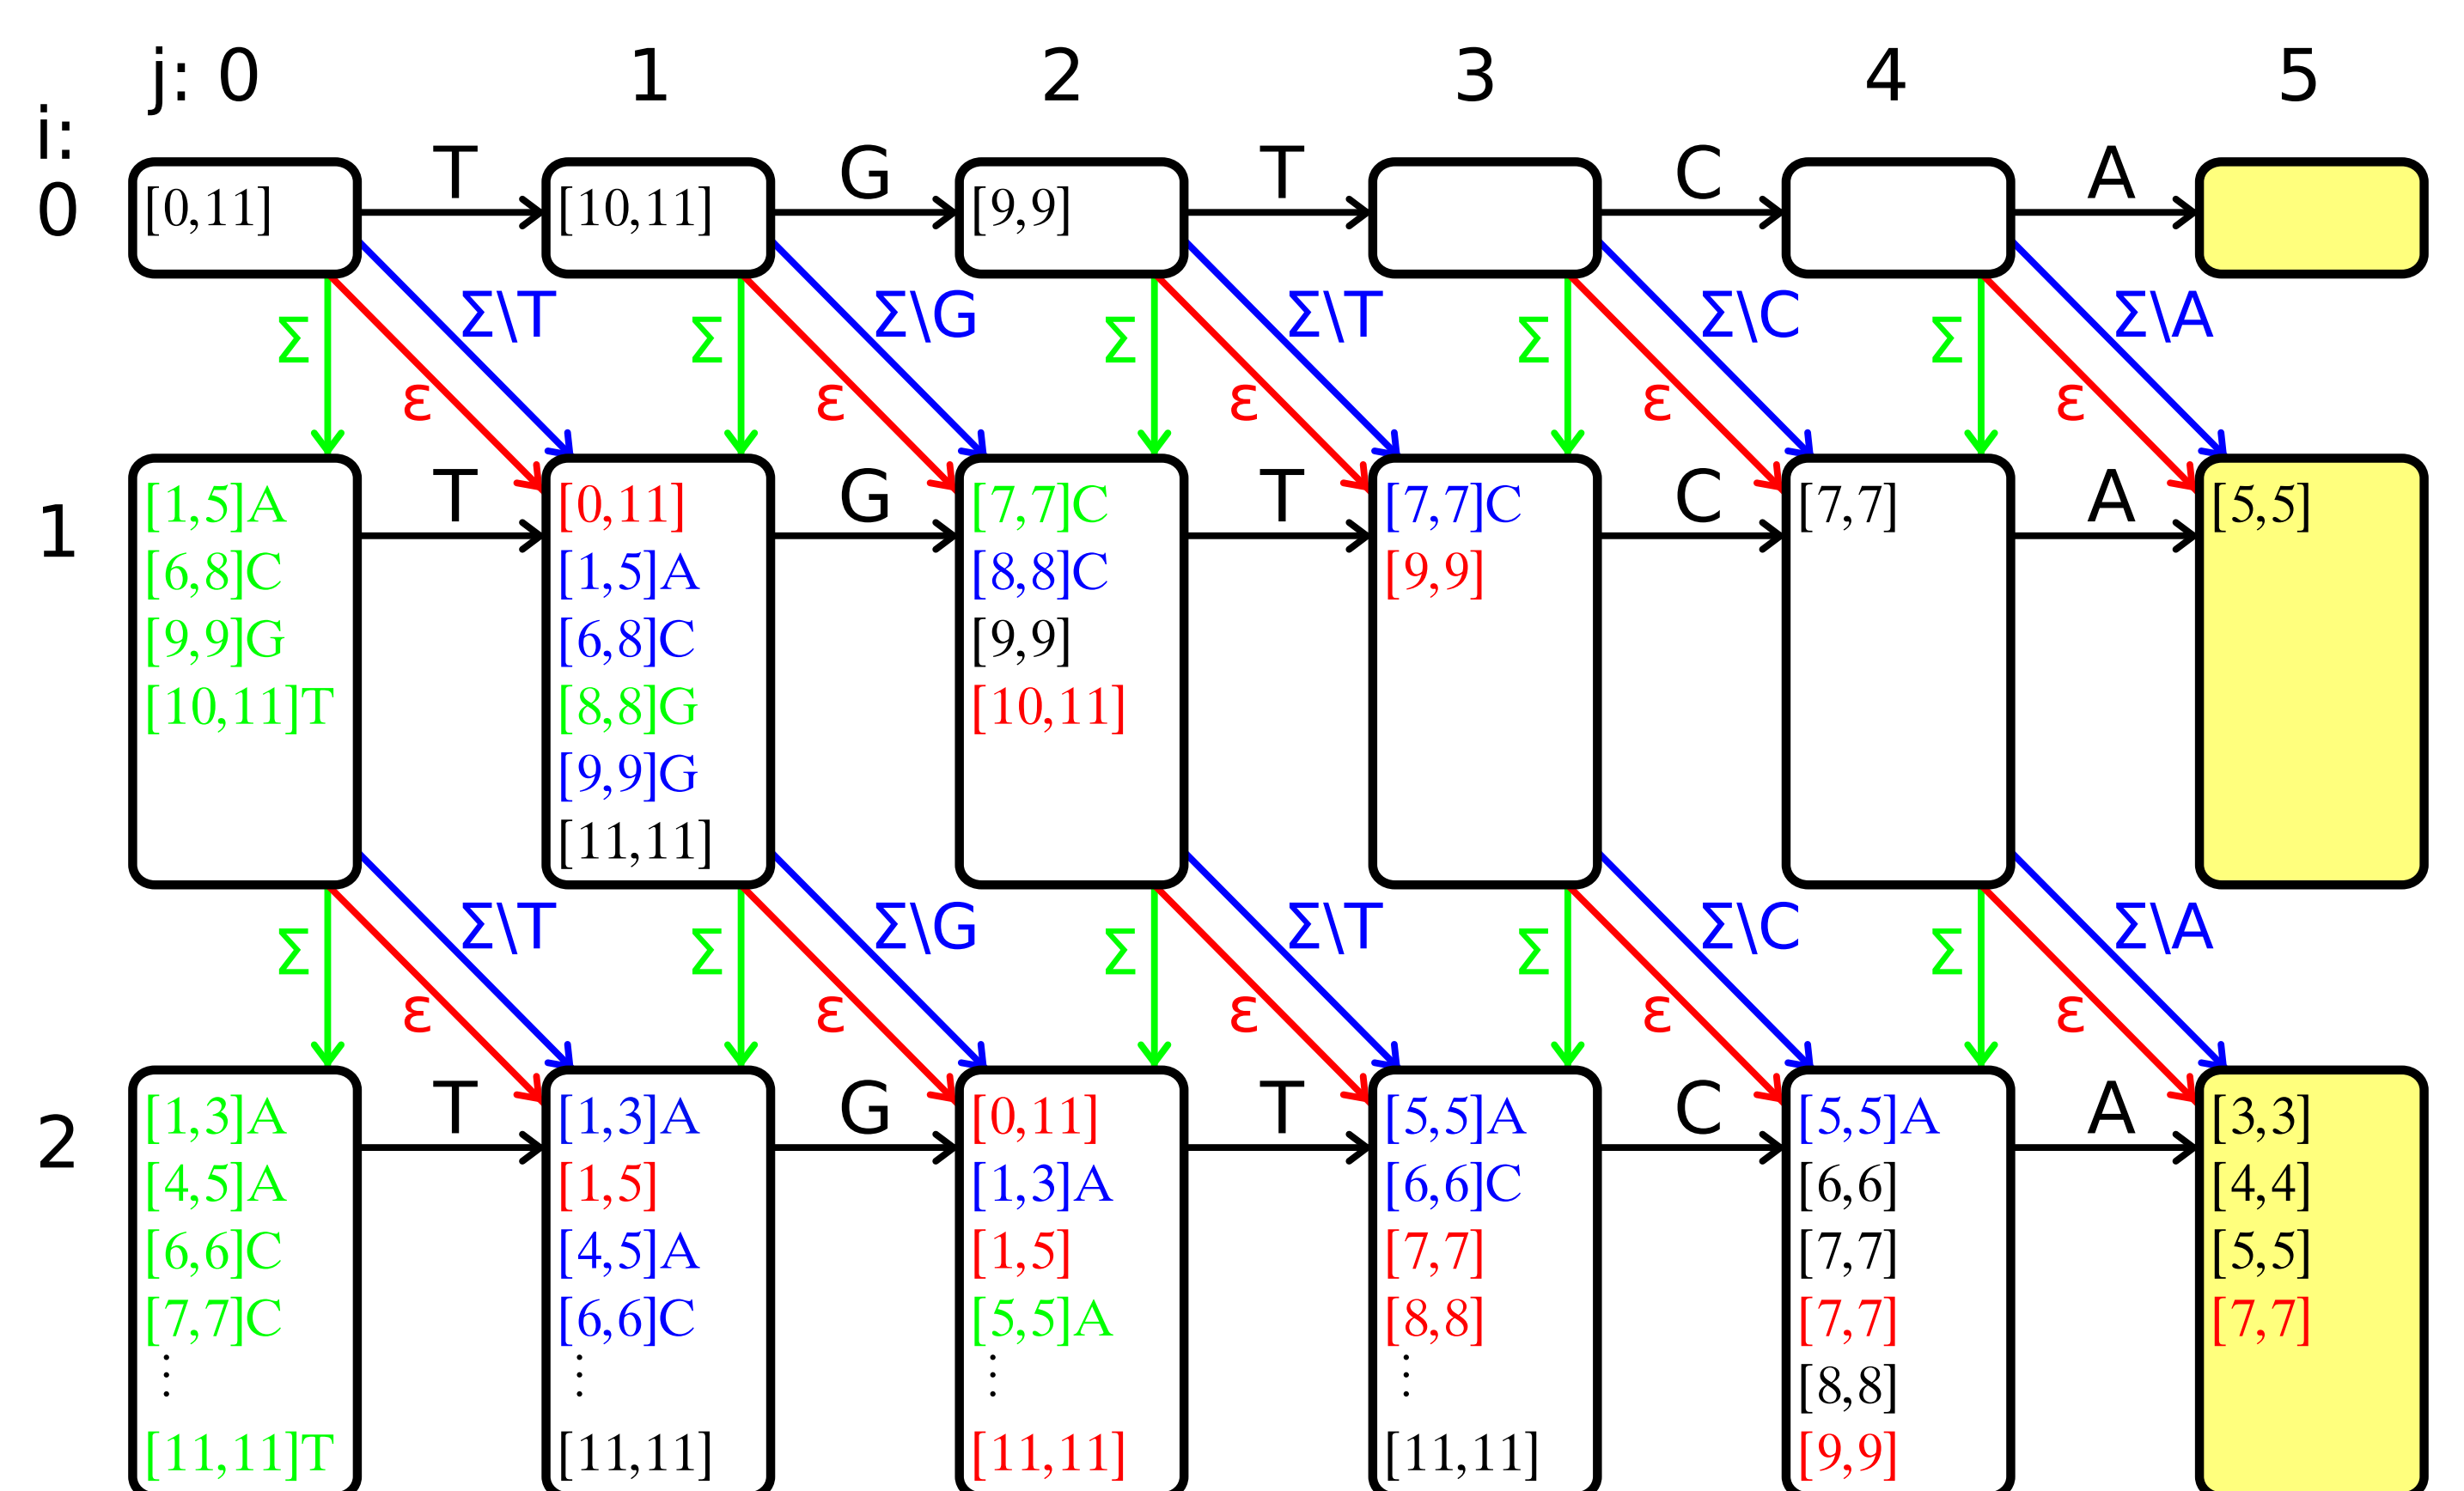 j: 0 1 2 3 4 5
i:
T G T C A
0 [0,11] [10,11] [9,9]
Σ\T Σ\G Σ\T Σ\C Σ\A
Σ Σ Σ Σ Σ
ε ε ε ε ε
T G T C A
[1,5]A [0,11] [7,7]C [7,7]C [7,7] [5,5]
1
[6,8]C [1,5]A [8,8]C [9,9]
[9,9]G [6,8]C [9,9]
[10,11]T [8,8]G [10,11]
[9,9]G
[11,11]
Σ\T Σ\G Σ\T Σ\C Σ\A
Σ Σ Σ Σ Σ
ε ε ε ε ε
T G T C A
[1,3]A [1,3]A [0,11] [5,5]A [5,5]A [3,3]
2
[4,5]A [1,5] [1,3]A [6,6]C [6,6] [4,4]
[6,6]C [4,5]A [1,5] [7,7] [7,7] [5,5]
[7,7]C [6,6]C [5,5]A [8,8] [7,7] [7,7]
⋮ ⋮ ⋮ ⋮ [8,8]
[11,11]T [11,11] [11,11] [11,11] [9,9]